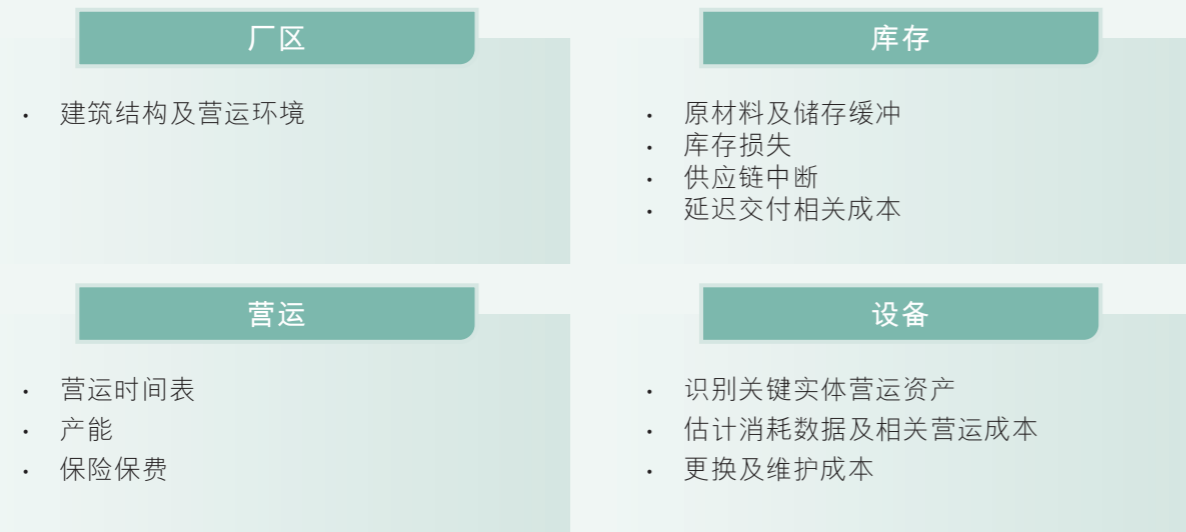 厂区
· 建筑结构及营运环境
库存
· 原材料及储存缓冲
· 库存损失
· 供应链中断
· 延迟交付相关成本
营运
· 营运时间表
· 产能
· 保险保费
设备
· 识别关键实体营运资产
· 估计消耗数据及相关营运成本
· 更换及维护成本